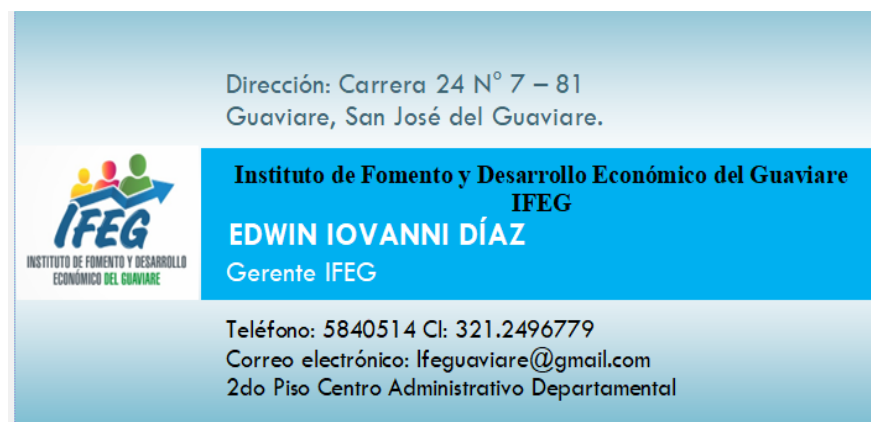 Dirección: Carrera 24 N° 7 – 81
Guaviare, San José del Guaviare.
IFEG
INSTITUTO DE FOMENTO Y DESARROLLO
ECONÓMICO DEL GUAVIARE
Instituto de Fomento y Desarrollo Económico del Guaviare
IFEG
EDWIN IOVANNI DÍAZ
Gerente IFEG
Teléfono: 5840514 Cl: 321.2496779
Correo electrónico: Ifeguaviare@gmail.com
2do Piso Centro Administrativo Departamental